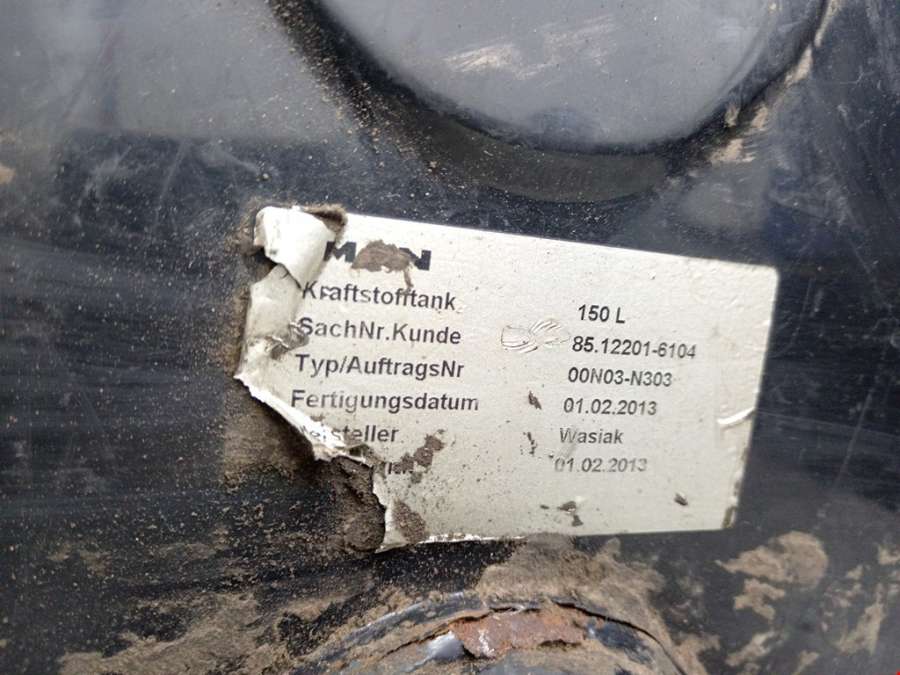 MAN
Kraftstofftank 150 L
SachNr.Kunde 85.12201-6104
Typ/AuftragsNr 00N03-N303
Fertigungsdatum 01.02.2013
Hersteller Wasiak
01.02.2013